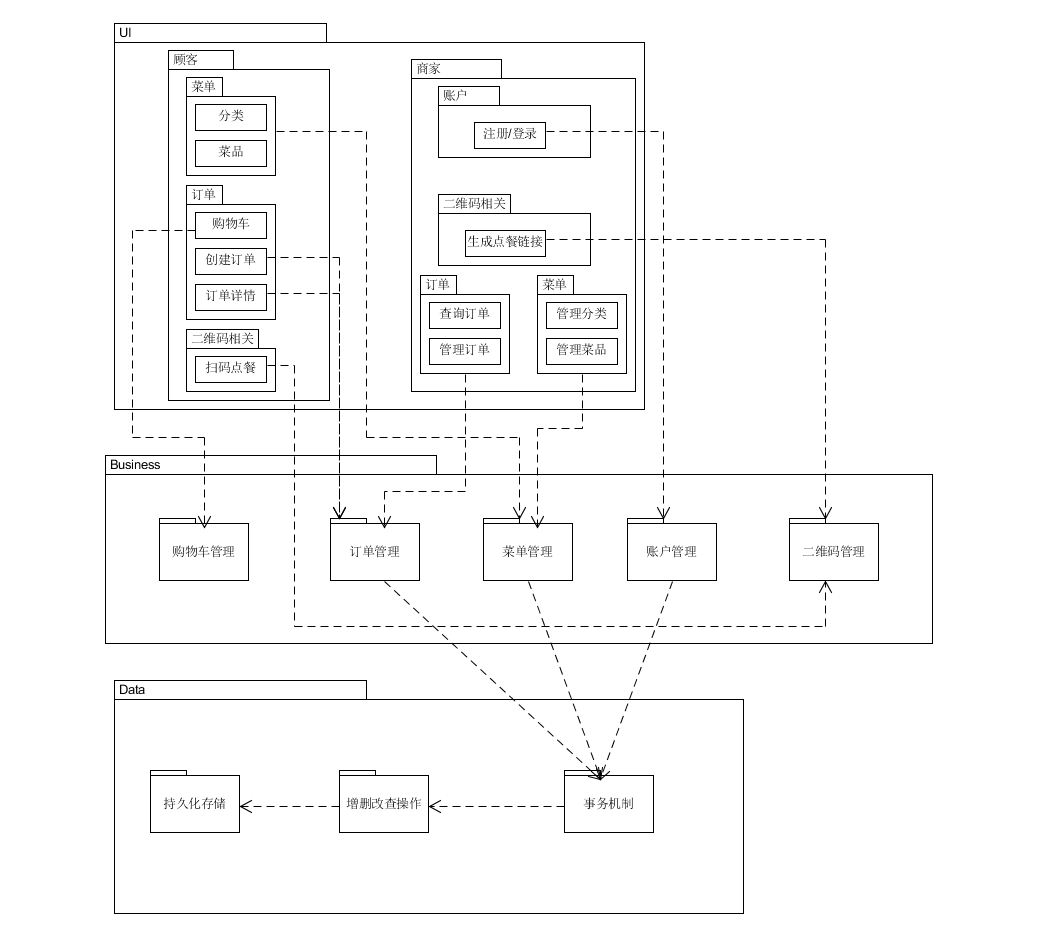 UI
顾客
菜单
分类
菜品
订单
购物车
创建订单
订单详情
二维码相关
扫码点餐
商家
账户
注册/登录
二维码相关
生成点餐链接
订单
查询订单
管理订单
菜单
管理分类
管理菜品
Business
购物车管理
订单管理
菜单管理
账户管理
二维码管理
Data
持久化存储
增删改查操作
事务机制